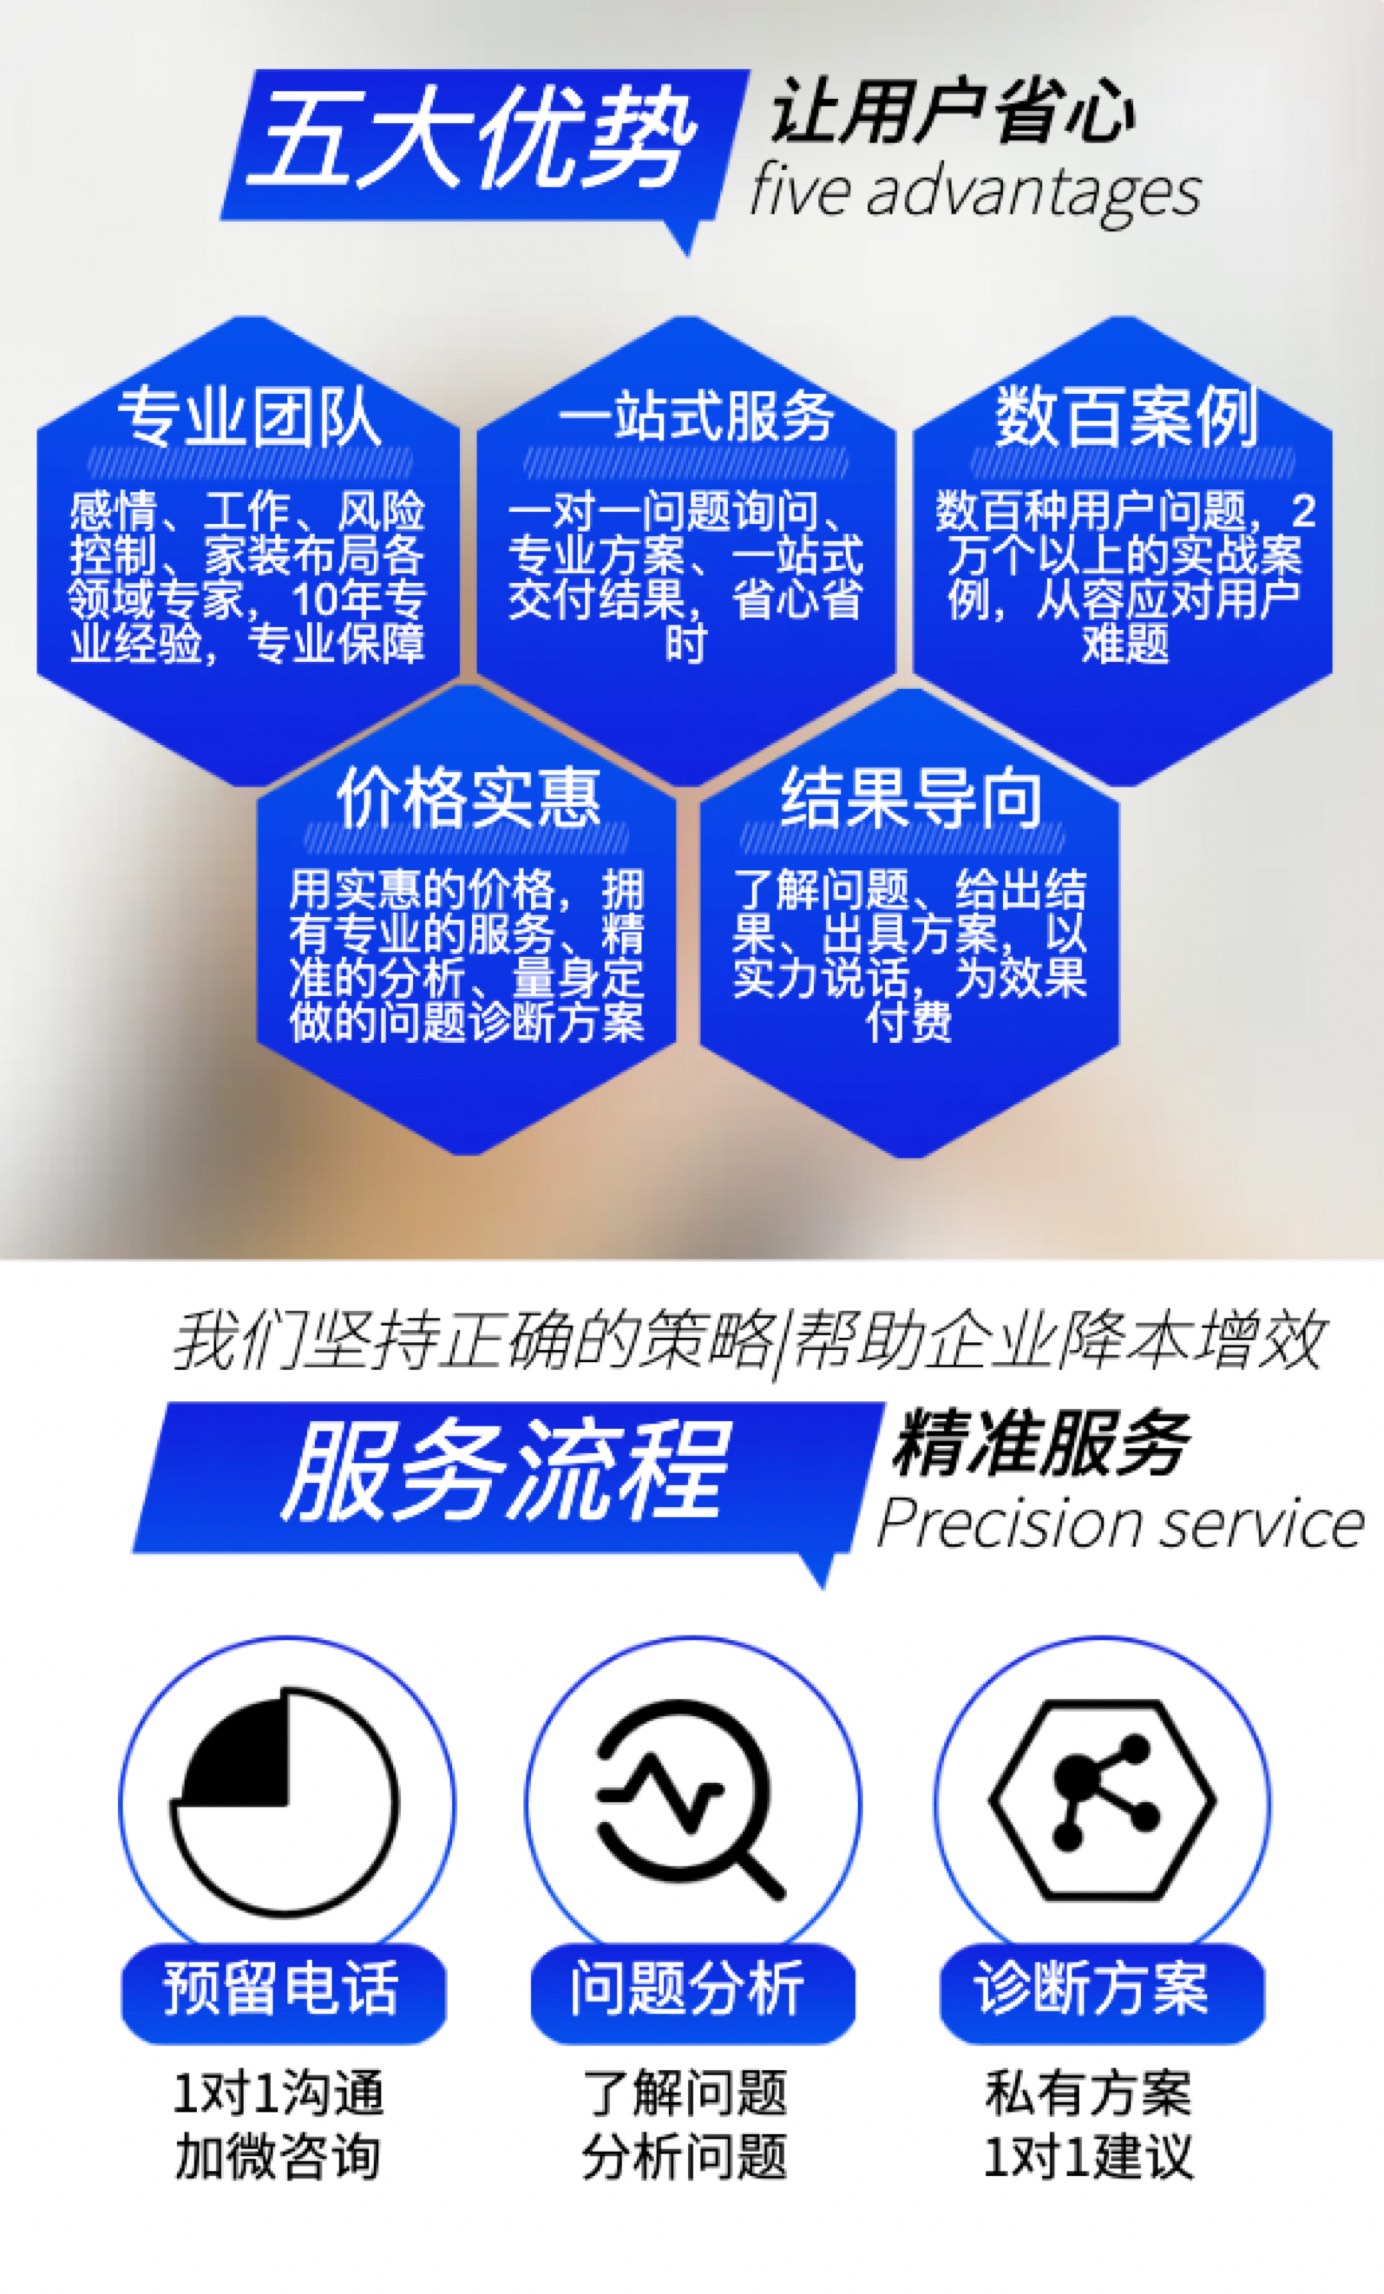 五大优势
让用户省心
five advantages
专业团队
感情、工作、风险
控制、家装布局各
领域专家，10年专
业经验，专业保障
一站式服务
一对一问题询问、
专业方案、一站式
交付结果，省心省
时
数百案例
数百种用户问题，2
万个以上的实战案
例，从容应对用户
难题
价格实惠
用实惠的价格，拥
有专业的服务、精
准的分析、量身定
做的问题诊断方案
结果导向
了解问题、给出结
果、出具方案，以
实力说话，为效果
付费
我们坚持正确的策略|帮助企业降本增效
服务流程
精准服务
Precision service
预留电话
1对1沟通
加微咨询
问题分析
了解问题
分析问题
诊断方案
私有方案
1对1建议